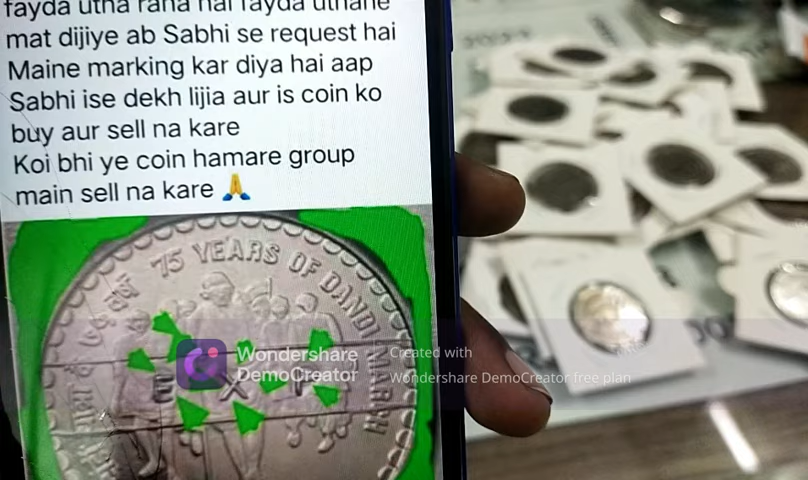 fayda utha raha hai fayda uthane
mat dijiye ab Sabhi se request hai
Maine marking kar diya hai aap
Sabhi ise dekh lijia aur is coin ko
buy aur sell na kare
Koi bhi ye coin hamare group
main sell na kare 🙏
75 YEARS OF DANDI MARCH
E X F
Wondershare
DemoCreator
Created with
Wondershare DemoCreator free plan